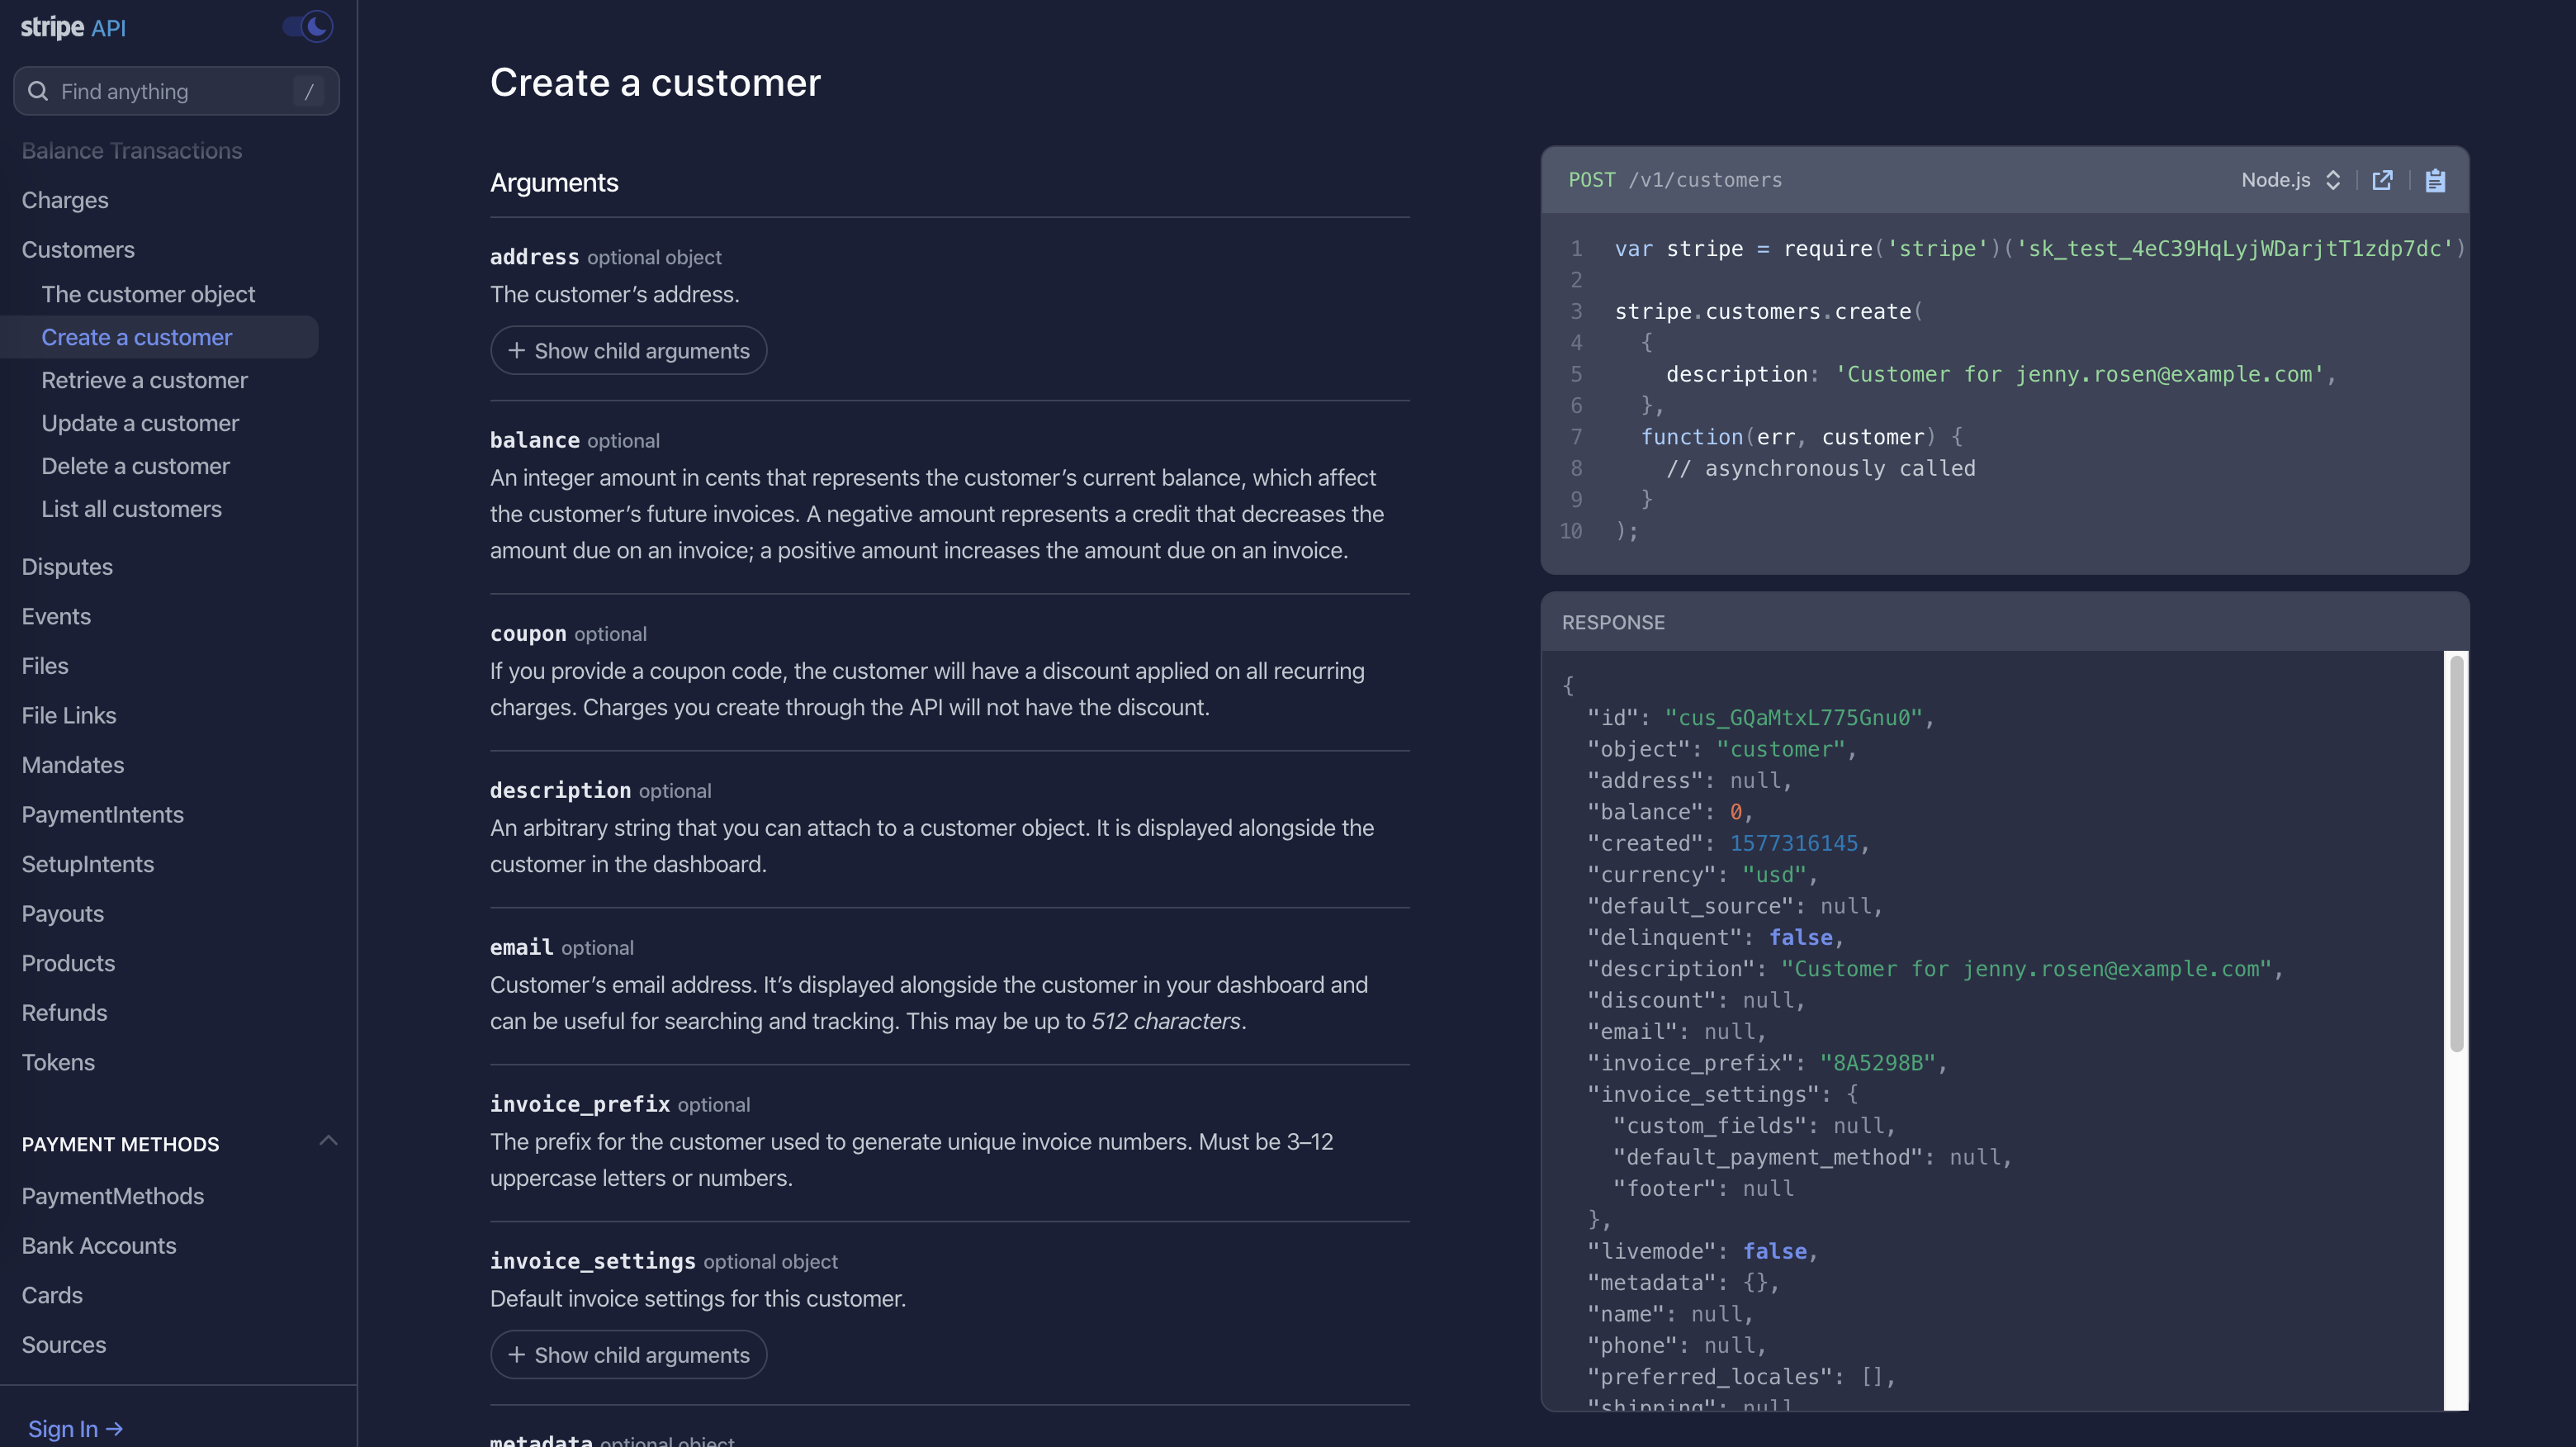 stripe API
Find anything /
Balance Transactions
Charges
Customers
The customer object
Create a customer
Retrieve a customer
Update a customer
Delete a customer
List all customers
Disputes
Events
Files
File Links
Mandates
PaymentIntents
SetupIntents
Payouts
Products
Refunds
Tokens
PAYMENT METHODS
PaymentMethods
Bank Accounts
Cards
Sources
Sign In →
Create a customer
Arguments
address optional object
The customer’s address.
+ Show child arguments
balance optional
An integer amount in cents that represents the customer’s current balance, which affect
the customer’s future invoices. A negative amount represents a credit that decreases the
amount due on an invoice; a positive amount increases the amount due on an invoice.
coupon optional
If you provide a coupon code, the customer will have a discount applied on all recurring
charges. Charges you create through the API will not have the discount.
description optional
An arbitrary string that you can attach to a customer object. It is displayed alongside the
customer in the dashboard.
email optional
Customer’s email address. It’s displayed alongside the customer in your dashboard and
can be useful for searching and tracking. This may be up to 512 characters.
invoice_prefix optional
The prefix for the customer used to generate unique invoice numbers. Must be 3–12
uppercase letters or numbers.
invoice_settings optional object
Default invoice settings for this customer.
+ Show child arguments
metadata optional object
POST /v1/customers Node.js
1 var stripe = require('stripe')('sk_test_4eC39HqLyjWDarjtT1zdp7dc')
2
3 stripe.customers.create(
4 {
5 description: 'Customer for jenny.rosen@example.com',
6 },
7 function(err, customer) {
8 // asynchronously called
9 }
10 );
RESPONSE
{
"id": "cus_GQaMtxL775Gnu0",
"object": "customer",
"address": null,
"balance": 0,
"created": 1577316145,
"currency": "usd",
"default_source": null,
"delinquent": false,
"description": "Customer for jenny.rosen@example.com",
"discount": null,
"email": null,
"invoice_prefix": "8A5298B",
"invoice_settings": {
"custom_fields": null,
"default_payment_method": null,
"footer": null
},
"livemode": false,
"metadata": {},
"name": null,
"phone": null,
"preferred_locales": [],
"shipping": null